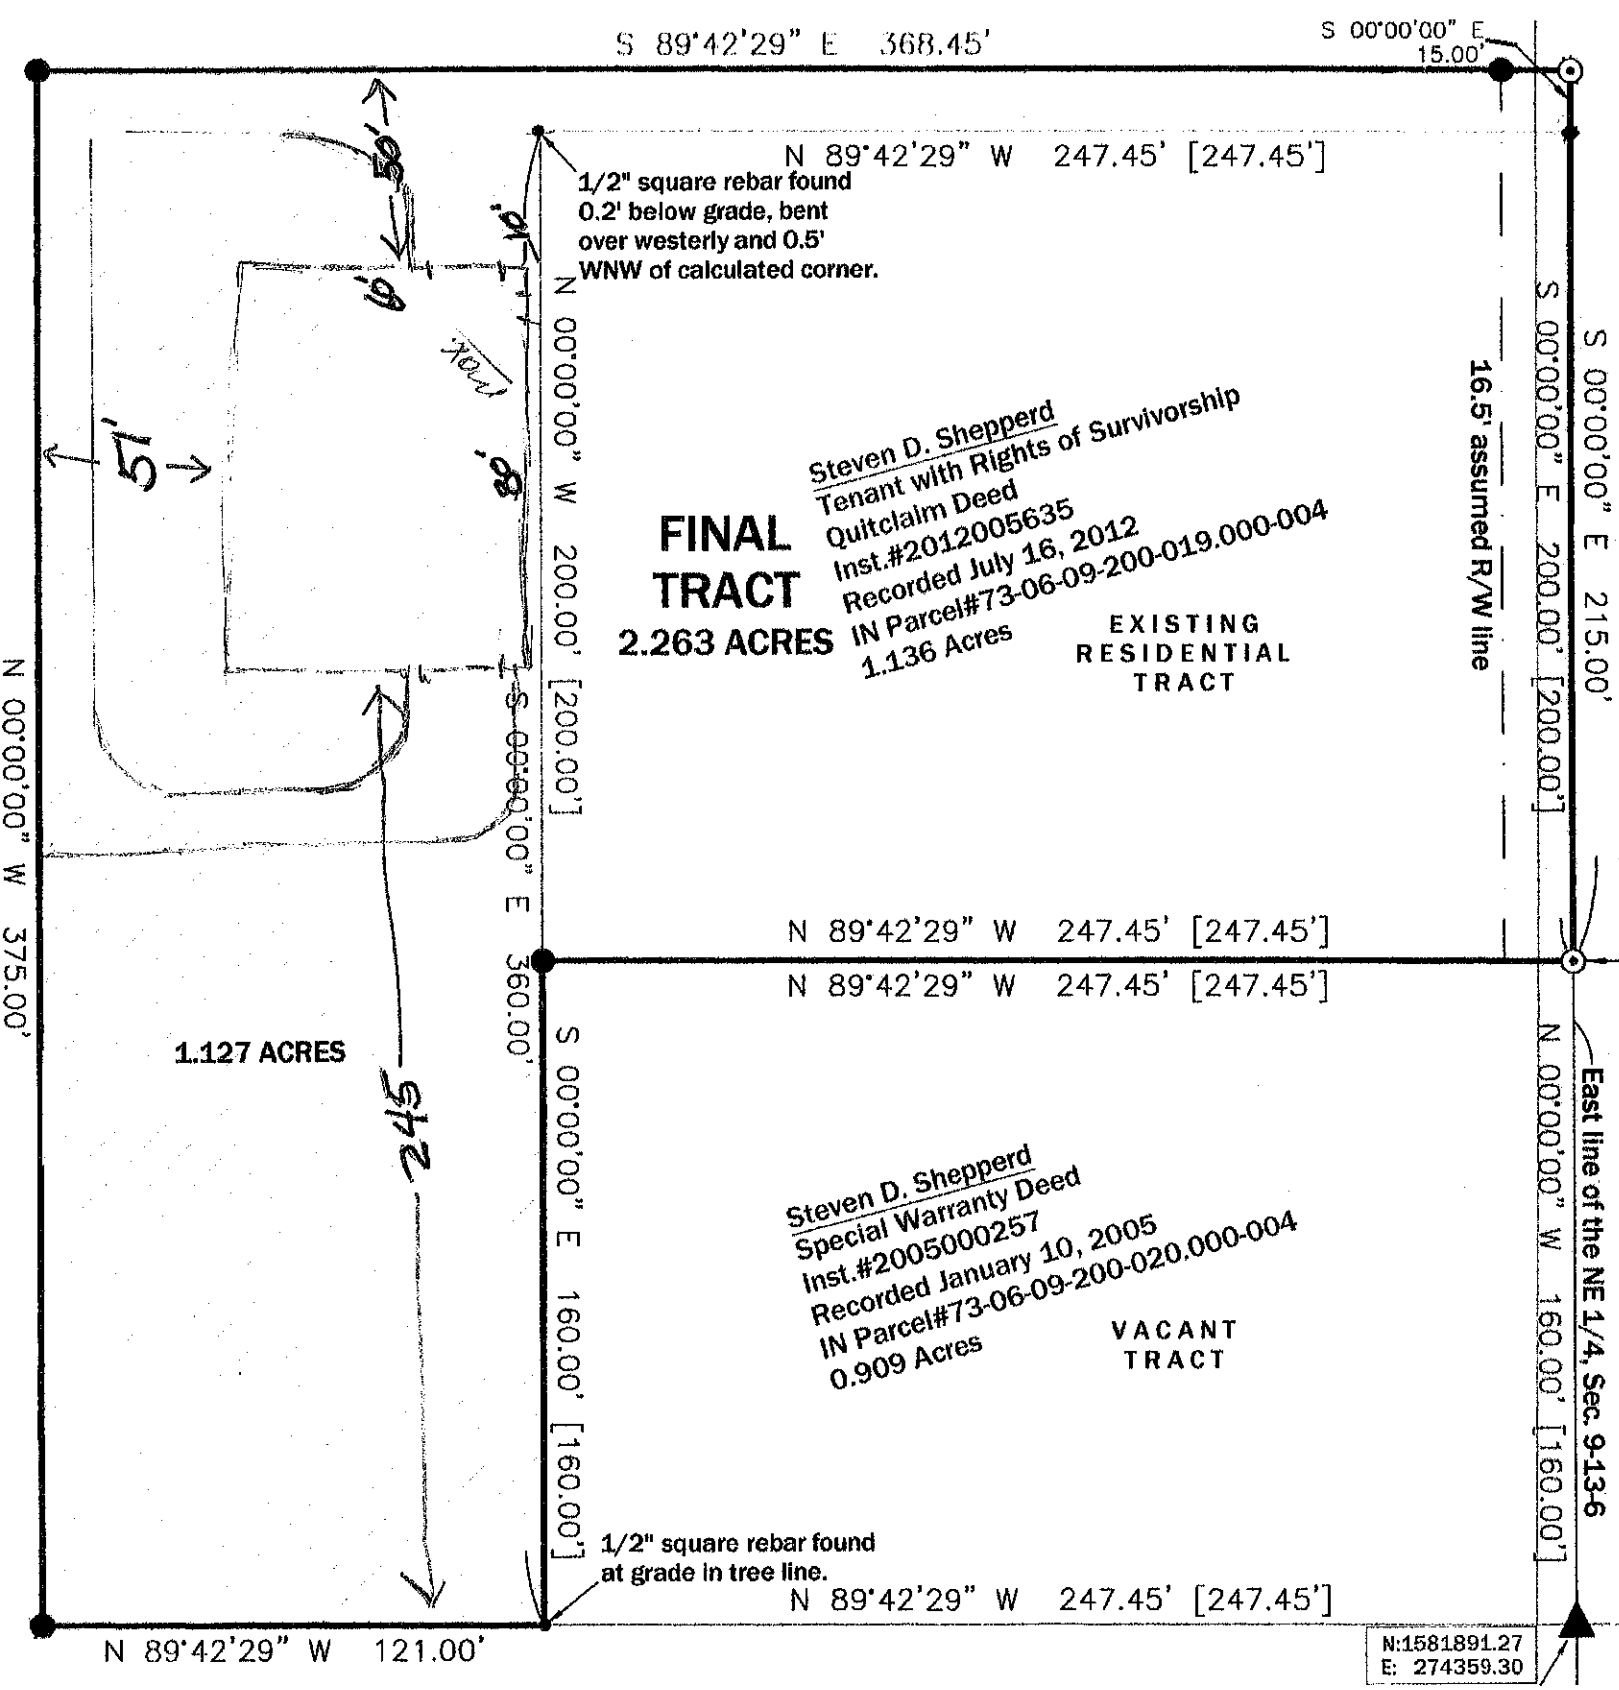 S 89°42'29" E 368.45'
S 00°00'00" E
15.00'
N 89°42'29" W 247.45' [247.45']
1/2" square rebar found
0.2' below grade, bent
over westerly and 0.5'
WNW of calculated corner.
50'
10'
6'
51'
80'
N 00°00'00" W 200.00' [200.00']
FINAL
TRACT
2.263 ACRES
Steven D. Shepperd
Tenant with Rights of Survivorship
Quitclaim Deed
Inst.#2012005635
Recorded July 16, 2012
IN Parcel#73-06-09-200-019.000-004
1.136 Acres
EXISTING
RESIDENTIAL
TRACT
16.5' assumed R/W line
S 00°00'00" E 200.00' [200.00']
S 00°00'00" E 215.00'
N 00°00'00" W 375.00'
S 00°00'00" E 360.00'
N 89°42'29" W 247.45' [247.45']
N 89°42'29" W 247.45' [247.45']
1.127 ACRES
245
S 00°00'00" E 160.00' [160.00']
Steven D. Shepperd
Special Warranty Deed
Inst.#2005000257
Recorded January 10, 2005
IN Parcel#73-06-09-200-020.000-004
0.909 Acres
VACANT
TRACT
N 00°00'00" W 160.00' [160.00']
East line of the NE 1/4, Sec. 9-13-6
1/2" square rebar found
at grade in tree line.
N 89°42'29" W 247.45' [247.45']
N 89°42'29" W 121.00'
N:1581891.27
E: 274359.30